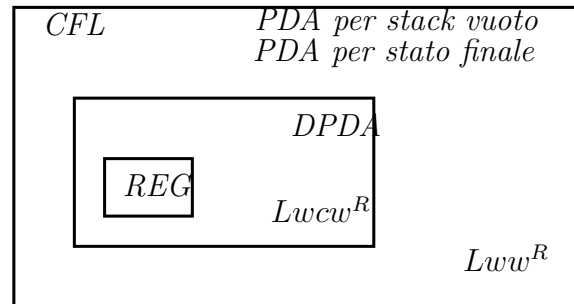 CFL PDA per stack vuoto
PDA per stato finale
DPDA
REG
Lwcw^R
Lww^R